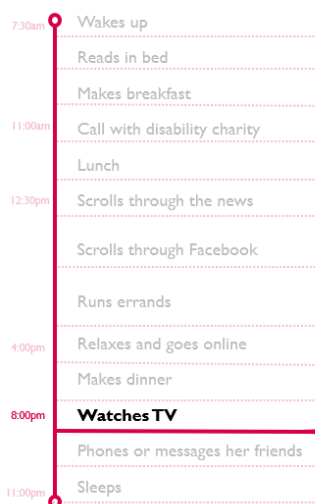 7:30am Wakes up
Reads in bed
Makes breakfast
11:00am Call with disability charity
Lunch
12:30pm Scrolls through the news
Scrolls through Facebook
Runs errands
4:00pm Relaxes and goes online
Makes dinner
8:00pm Watches TV
Phones or messages her friends
11:00pm Sleeps